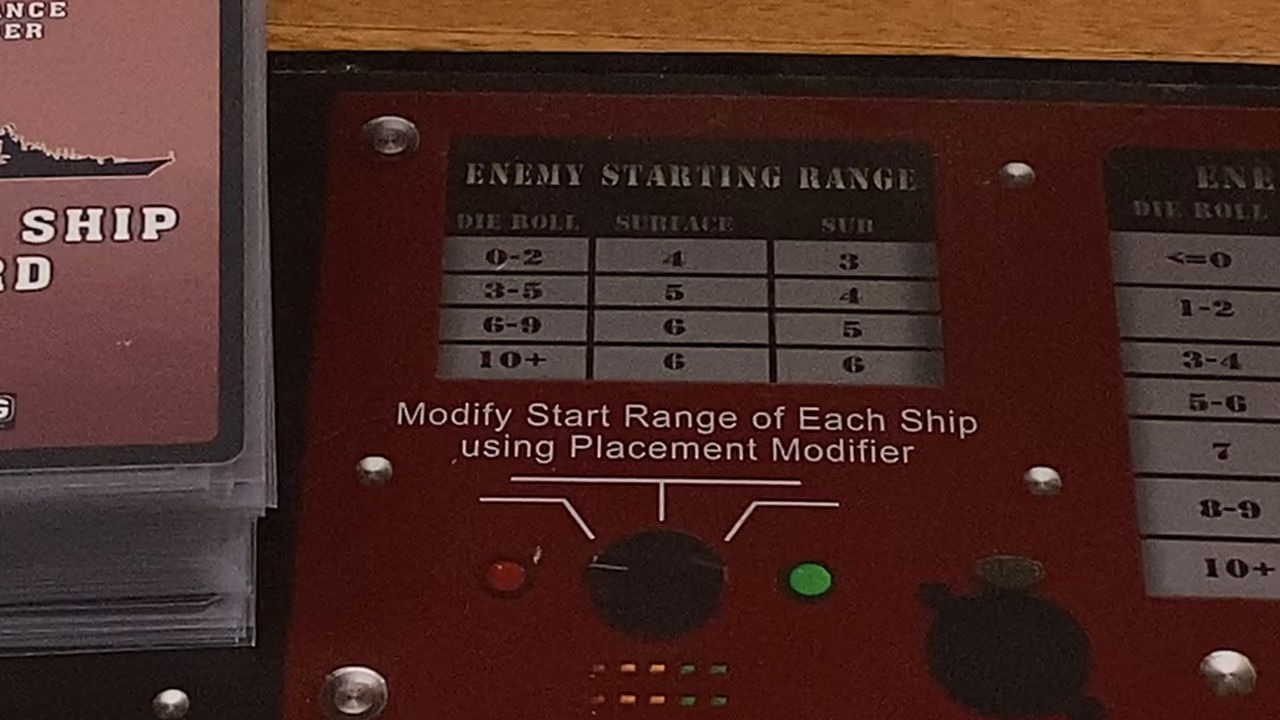 NCE
ER
SHIP
RD
G
ENEMY STARTING RANGE
DIE ROLL SURFACE SUB
0-2 4 3
3-5 5 4
6-9 6 5
10+ 6 6
Modify Start Range of Each Ship
using Placement Modifier
ENE
DIE ROLL
<=0
1-2
3-4
5-6
7
8-9
10+